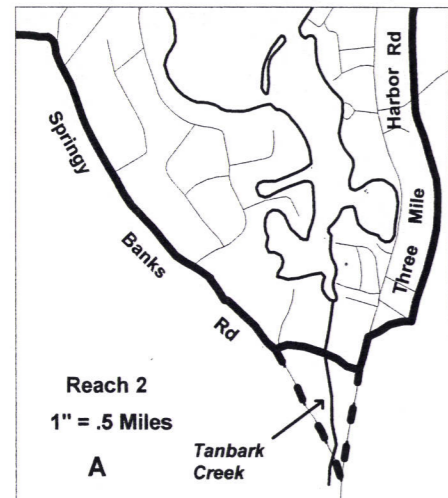 Harbor Rd
Three Mile
Springy Banks Rd
Reach 2
1" = .5 Miles
A
Tanbark
Creek